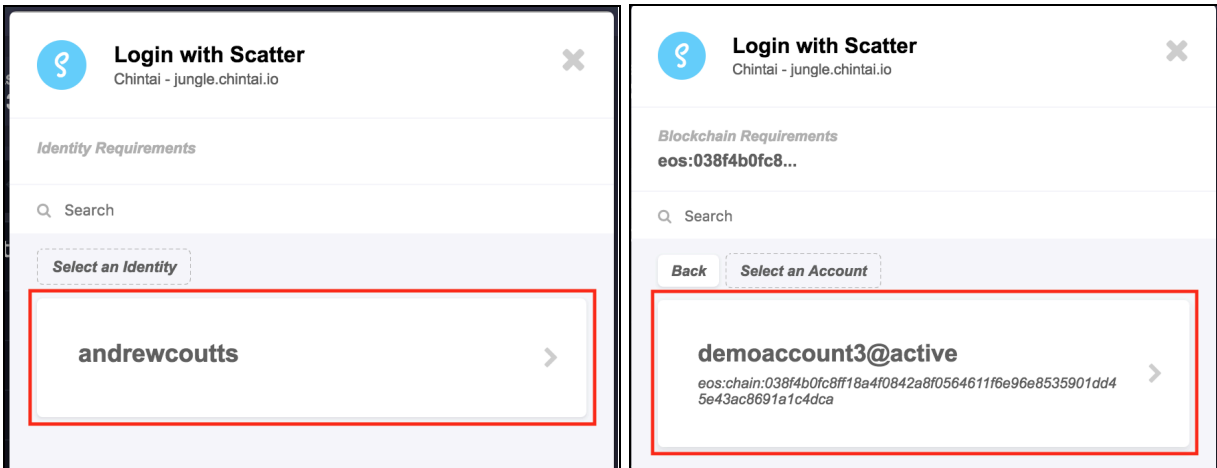 Login with Scatter
Chintai - jungle.chintai.io
Identity Requirements
Search
Select an Identity
andrewcoutts
Login with Scatter
Chintai - jungle.chintai.io
Blockchain Requirements
eos:038f4b0fc8...
Search
Back
Select an Account
demoaccount3@active
eos:chain:038f4b0fc8ff18a4f0842a8f0564611f6e96e8535901dd4
5e43ac8691a1c4dca